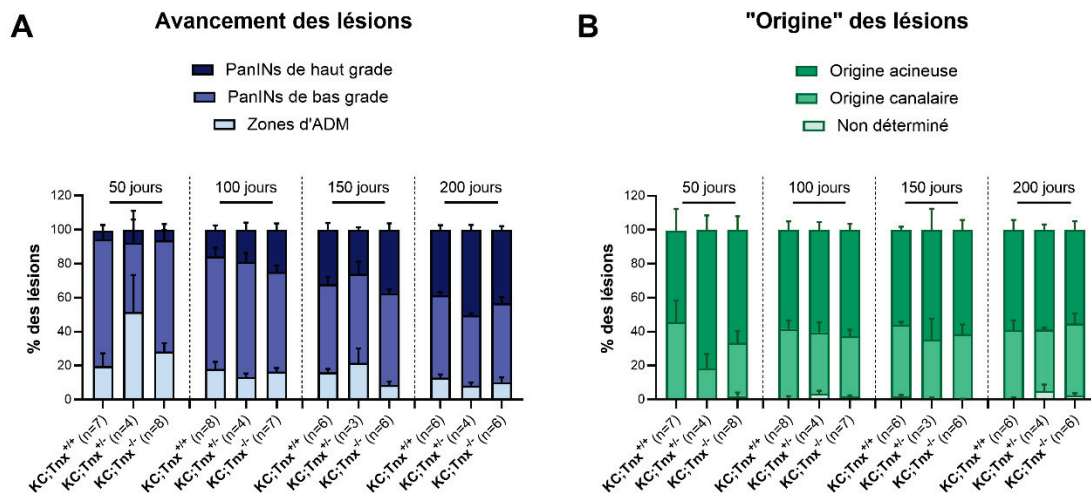 A
Avancement des lésions
PanINs de haut grade
PanINs de bas grade
Zones d'ADM
50 jours
100 jours
150 jours
200 jours
120
100
80
60
40
20
0
% des lésions
KC;Tnx+/+ (n=7)
KC;Tnx+/- (n=4)
KC;Tnx-/- (n=8)
KC;Tnx+/+ (n=8)
KC;Tnx+/- (n=4)
KC;Tnx-/- (n=7)
KC;Tnx+/+ (n=6)
KC;Tnx+/- (n=3)
KC;Tnx-/- (n=6)
KC;Tnx+/+ (n=6)
KC;Tnx+/- (n=4)
KC;Tnx-/- (n=6)
B
"Origine" des lésions
Origine acineuse
Origine canalaire
Non déterminé
50 jours
100 jours
150 jours
200 jours
120
100
80
60
40
20
0
% des lésions
KC;Tnx+/+ (n=7)
KC;Tnx+/- (n=4)
KC;Tnx-/- (n=8)
KC;Tnx+/+ (n=8)
KC;Tnx+/- (n=4)
KC;Tnx-/- (n=7)
KC;Tnx+/+ (n=6)
KC;Tnx+/- (n=3)
KC;Tnx-/- (n=6)
KC;Tnx+/+ (n=6)
KC;Tnx+/- (n=4)
KC;Tnx-/- (n=6)